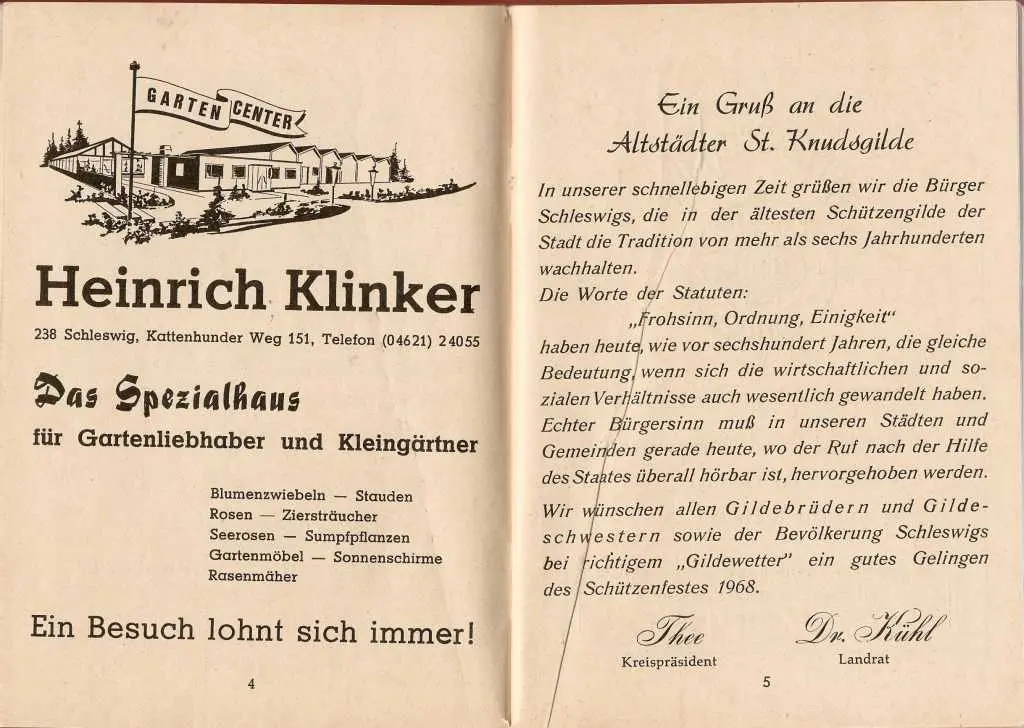 GARTEN CENTER
Heinrich Klinker
238 Schleswig, Kattenhunder Weg 151, Telefon (04621) 24055
Das Spezialhaus
für Gartenliebhaber und Kleingärtner
Blumenzwiebeln — Stauden
Rosen — Ziersträucher
Seerosen — Sumpfpflanzen
Gartenmöbel — Sonnenschirme
Rasenmäher
Ein Besuch lohnt sich immer!
4
Ein Gruß an die
Altstädter St. Knudsgilde
In unserer schnellebigen Zeit grüßen wir die Bürger
Schleswigs, die in der ältesten Schützengilde der
Stadt die Tradition von mehr als sechs Jahrhunderten
wachhalten.
Die Worte der Statuten:
„Frohsinn, Ordnung, Einigkeit"
haben heute, wie vor sechshundert Jahren, die gleiche
Bedeutung, wenn sich die wirtschaftlichen und so-
zialen Verhältnisse auch wesentlich gewandelt haben.
Echter Bürgersinn muß in unseren Städten und
Gemeinden gerade heute, wo der Ruf nach der Hilfe
des Staates überall hörbar ist, hervorgehoben werden.
Wir wünschen allen Gildebrüdern und Gilde-
schwestern sowie der Bevölkerung Schleswigs
bei richtigem „Gildewetter" ein gutes Gelingen
des Schützenfestes 1968.
Thee Dr. Kühl
Kreispräsident Landrat
5